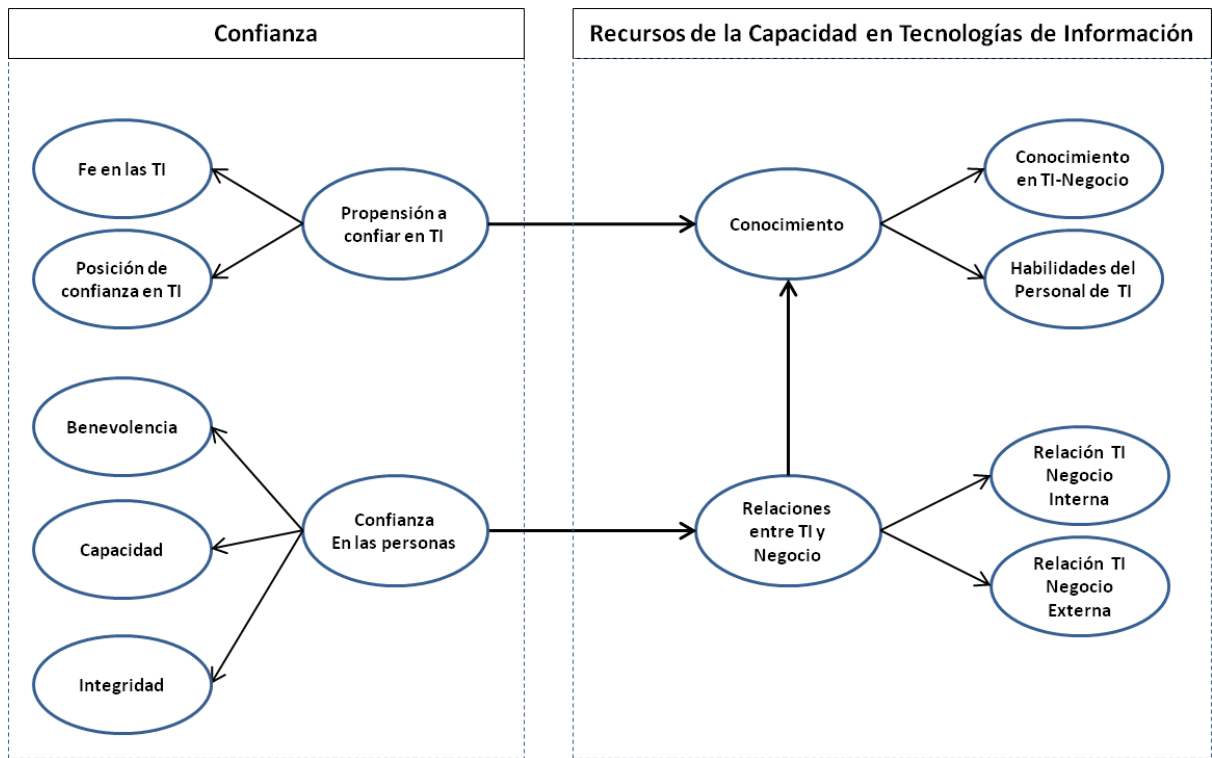 Confianza
Recursos de la Capacidad en Tecnologías de Información
Fe en las TI
Posición de
confianza en TI
Propensión a
confiar en TI
Conocimiento
Conocimiento
en TI-Negocio
Habilidades del
Personal de TI
Benevolencia
Capacidad
Integridad
Confianza
En las personas
Relaciones
entre TI y
Negocio
Relación TI
Negocio
Interna
Relación TI
Negocio
Externa